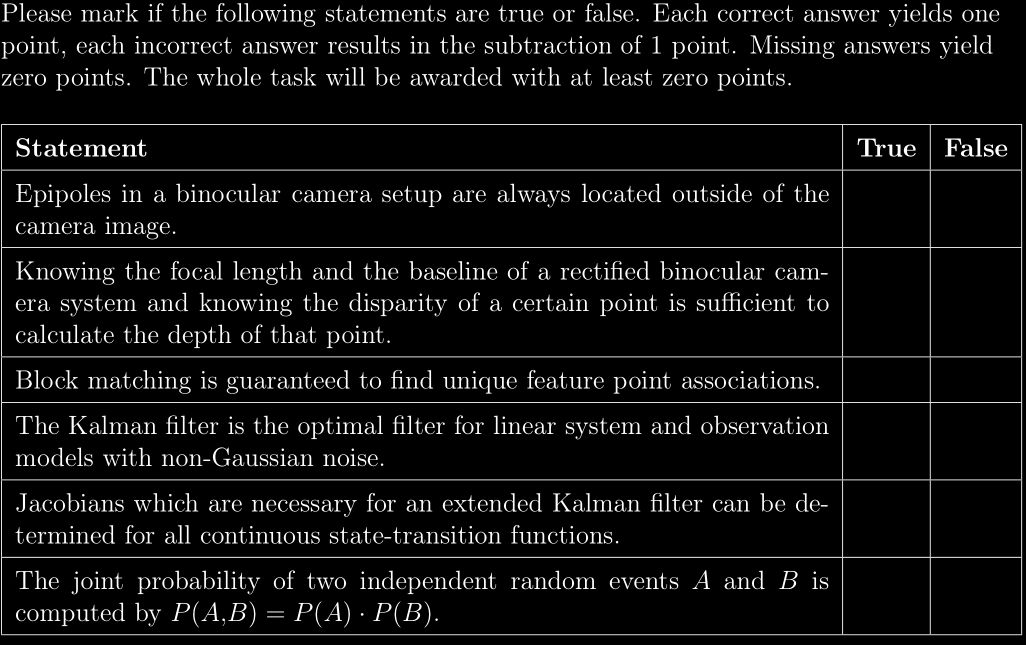 Please mark if the following statements are true or false. Each correct answer yields one
point, each incorrect answer results in the subtraction of 1 point. Missing answers yield
zero points. The whole task will be awarded with at least zero points.
Statement True False
Epipoles in a binocular camera setup are always located outside of the
camera image.
Knowing the focal length and the baseline of a rectified binocular cam-
era system and knowing the disparity of a certain point is sufficient to
calculate the depth of that point.
Block matching is guaranteed to find unique feature point associations.
The Kalman filter is the optimal filter for linear system and observation
models with non-Gaussian noise.
Jacobians which are necessary for an extended Kalman filter can be de-
termined for all continuous state-transition functions.
The joint probability of two independent random events A and B is
computed by P(A,B) = P(A) · P(B).